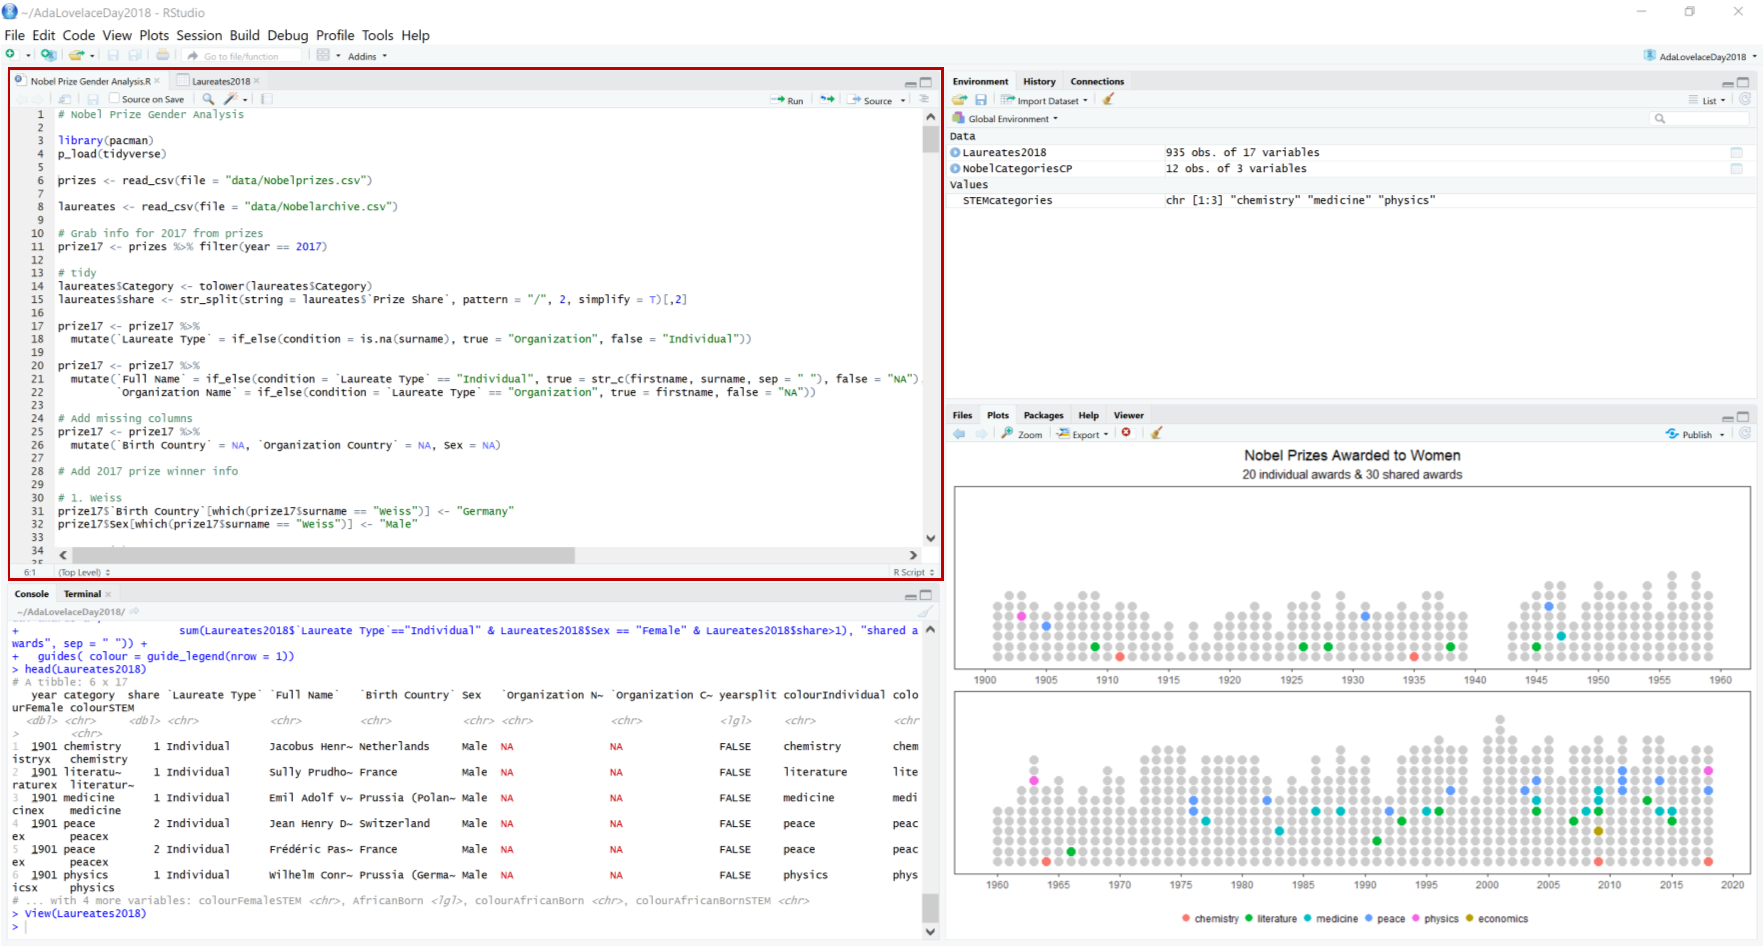 ~/AdaLovelaceDay2018 - RStudio
File Edit Code View Plots Session Build Debug Profile Tools Help
Go to file/function Addins AdaLovelaceDay2018
Nobel Prize Gender Analysis.R Laureates2018
Source on Save Run Source
1 # Nobel Prize Gender Analysis
2
3 library(pacman)
4 p_load(tidyverse)
5
6 prizes <- read_csv(file = "data/Nobelprizes.csv")
7
8 laureates <- read_csv(file = "data/Nobelarchive.csv")
9
10 # Grab info for 2017 from prizes
11 prize17 <- prizes %>% filter(year == 2017)
12
13 # tidy
14 laureates$Category <- tolower(laureates$Category)
15 laureates$share <- str_split(string = laureates$`Prize Share`, pattern = "/", 2, simplify = T)[,2]
16
17 prize17 <- prize17 %>%
18 mutate(`Laureate Type` = if_else(condition = is.na(surname), true = "Organization", false = "Individual"))
19
20 prize17 <- prize17 %>%
21 mutate(`Full Name` = if_else(condition = `Laureate Type` == "Individual", true = str_c(firstname, surname, sep = " "), false = "NA")
22 `Organization Name` = if_else(condition = `Laureate Type` == "Organization", true = firstname, false = "NA"))
23
24 # Add missing columns
25 prize17 <- prize17 %>%
26 mutate(`Birth Country` = NA, `Organization Country` = NA, Sex = NA)
27
28 # Add 2017 prize winner info
29
30 # 1. Weiss
31 prize17$`Birth Country`[which(prize17$surname == "Weiss")] <- "Germany"
32 prize17$Sex[which(prize17$surname == "Weiss")] <- "Male"
33
34
35
6:1 (Top Level) R Script
Console Terminal
~/AdaLovelaceDay2018/
+ sum(Laureates2018$`Laureate Type`=="Individual" & Laureates2018$Sex == "Female" & Laureates2018$share>1), "shared a
wards", sep = " ")) +
+ guides( colour = guide_legend(nrow = 1))
> head(Laureates2018)
# A tibble: 6 x 17
year category share `Laureate Type` `Full Name` `Birth Country` Sex `Organization N~ `Organization C~ yearsplit colourIndividual colo
urFemale colourSTEM
<dbl> <chr> <dbl> <chr> <chr> <chr> <chr> <chr> <chr> <lgl> <chr> <chr
> <chr>
1 1901 chemistry 1 Individual Jacobus Henr~ Netherlands Male NA NA FALSE chemistry chem
istryx chemistry
2 1901 literatu~ 1 Individual Sully Prudho~ France Male NA NA FALSE literature lite
raturex literatur~
3 1901 medicine 1 Individual Emil Adolf v~ Prussia (Polan~ Male NA NA FALSE medicine medi
cinex medicine
4 1901 peace 2 Individual Jean Henry D~ Switzerland Male NA NA FALSE peace peac
ex peacex
5 1901 peace 2 Individual Frédéric Pas~ France Male NA NA FALSE peace peac
ex peacex
6 1901 physics 1 Individual Wilhelm Conr~ Prussia (Germa~ Male NA NA FALSE physics phys
icsx physics
# ... with 4 more variables: colourFemaleSTEM <chr>, AfricanBorn <lgl>, colourAfricanBorn <chr>, colourAfricanBornSTEM <chr>
> View(Laureates2018)
>
Environment History Connections
Import Dataset List
Global Environment
Data
Laureates2018 935 obs. of 17 variables
NobelCategoriesCP 12 obs. of 3 variables
Values
STEMcategories chr [1:3] "chemistry" "medicine" "physics"
Files Plots Packages Help Viewer
Zoom Export Publish
Nobel Prizes Awarded to Women
20 individual awards & 30 shared awards
1900 1905 1910 1915 1920 1925 1930 1935 1940 1945 1950 1955 1960
1960 1965 1970 1975 1980 1985 1990 1995 2000 2005 2010 2015 2020
chemistry literature medicine peace physics economics